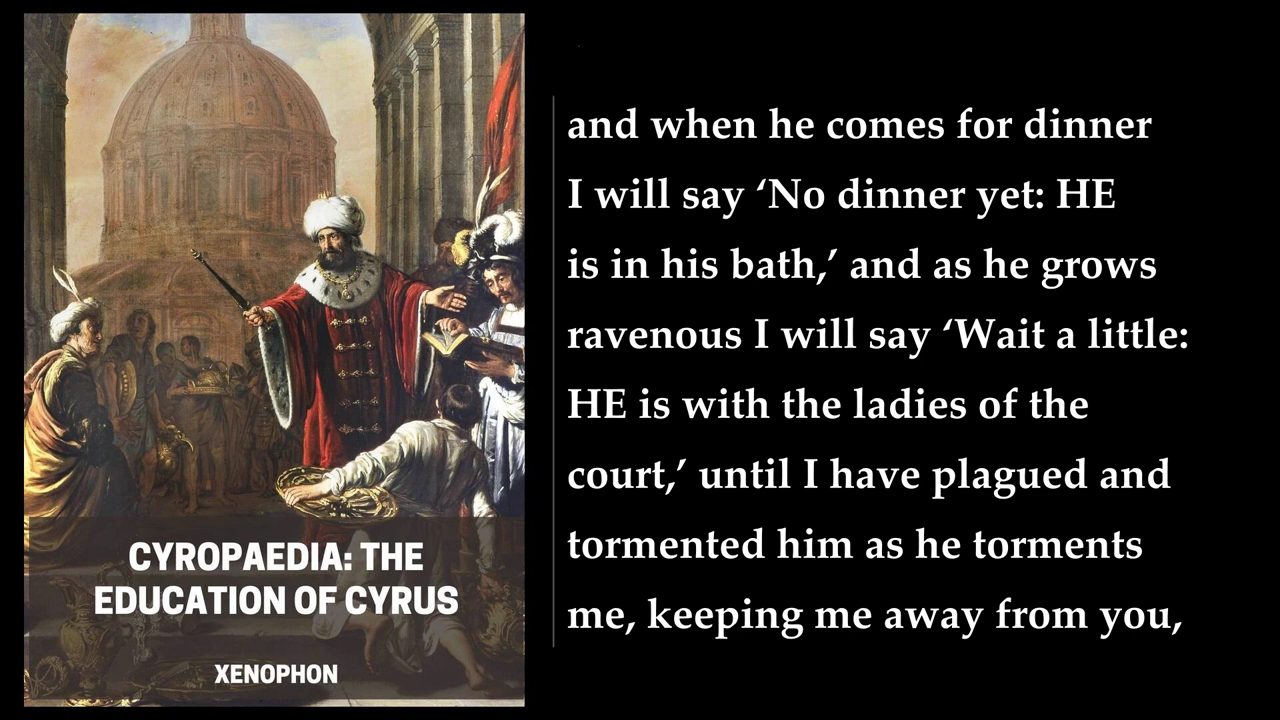 CYROPAEDIA: THE
EDUCATION OF CYRUS
XENOPHON
and when he comes for dinner
I will say ‘No dinner yet: HE
is in his bath,’ and as he grows
ravenous I will say ‘Wait a little:
HE is with the ladies of the
court,’ until I have plagued and
tormented him as he torments
me, keeping me away from you,